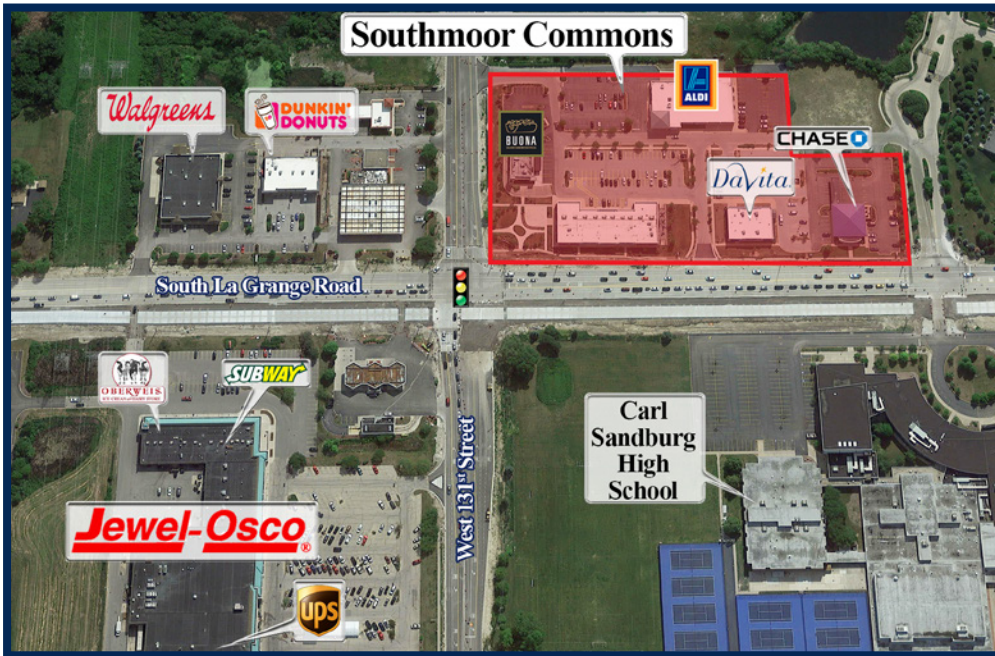 Southmoor Commons
ALDI
Walgreens
DUNKIN'
DONUTS
BUONA
CHASE
DaVita.
South La Grange Road
OBERWEIS
SUBWAY
West 131st Street
Carl
Sandburg
High
School
Jewel-Osco®
ups